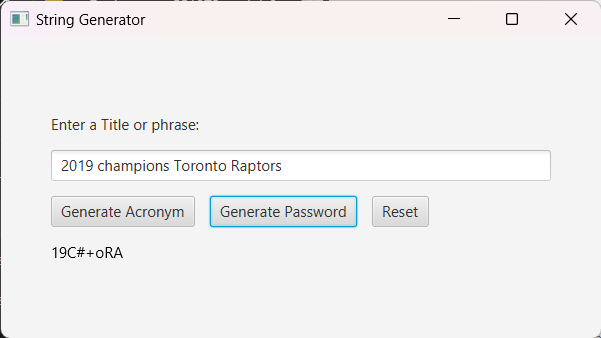 String Generator
Enter a Title or phrase:
2019 champions Toronto Raptors
Generate Acronym Generate Password Reset
19C#+oRA